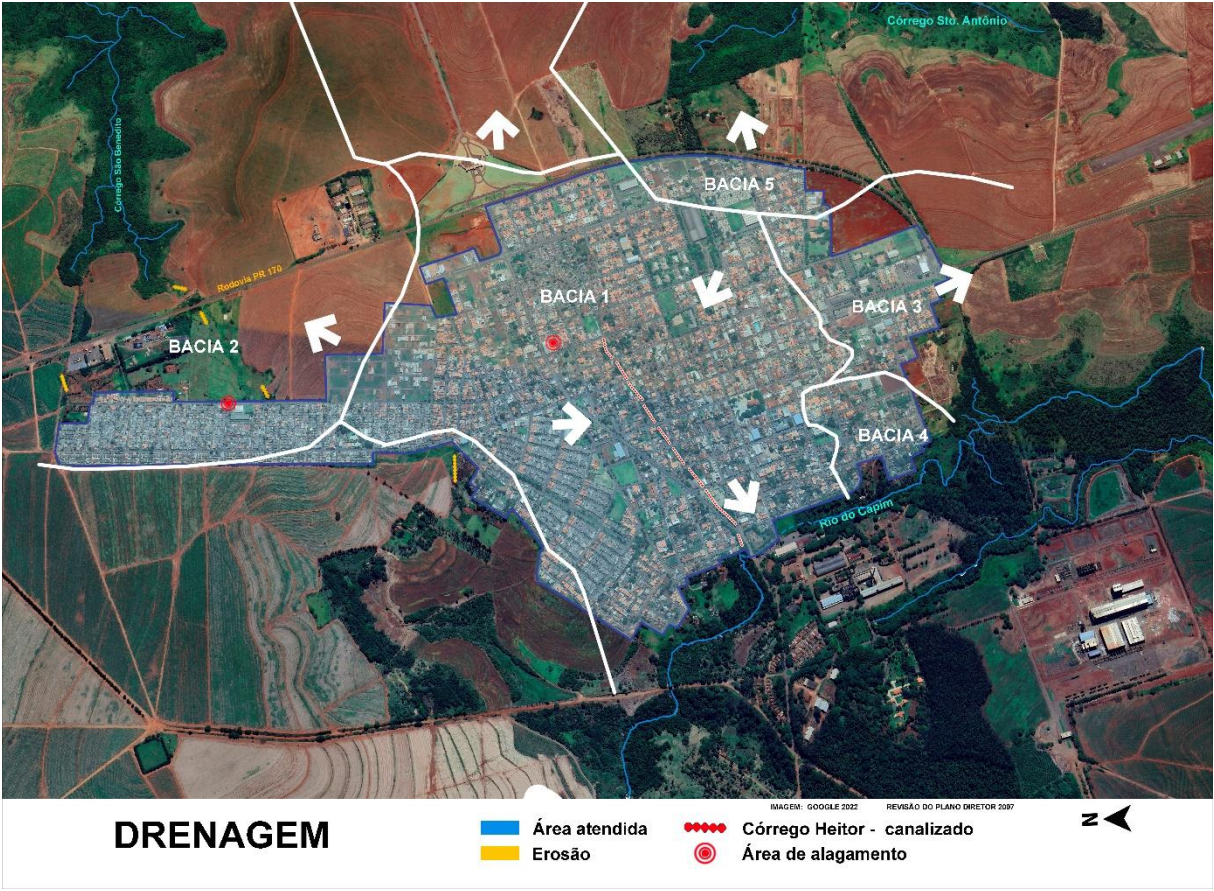 Córrego Sto. Antônio
Córrego São Benedito
BACIA 5
Rodovia PR 170
BACIA 1
BACIA 3
BACIA 2
BACIA 4
Rio do Capim
IMAGEM: GOOGLE 2022 REVISÃO DO PLANO DIRETOR 2007
DRENAGEM
Área atendida
Erosão
Córrego Heitor - canalizado
Área de alagamento
N